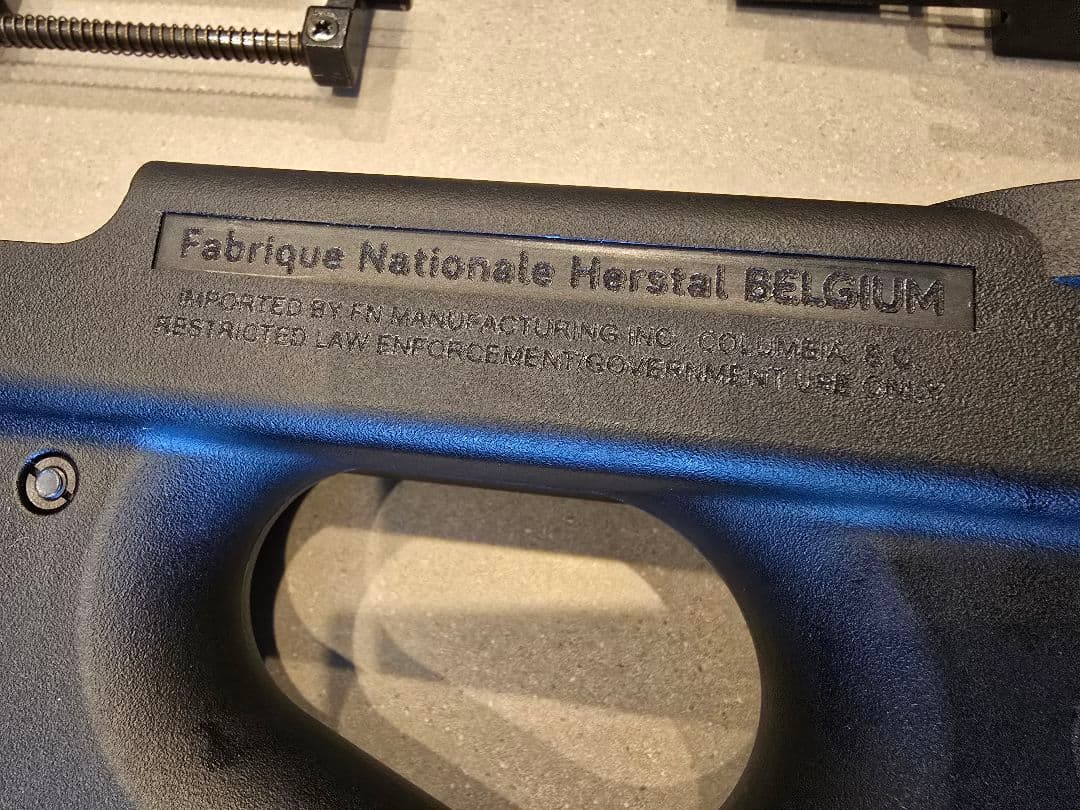 Fabrique Nationale Herstal BELGIUM
IMPORTED BY FN MANUFACTURING INC., COLUMBIA, S.C.
RESTRICTED LAW ENFORCEMENT/GOVERNMENT USE ONLY